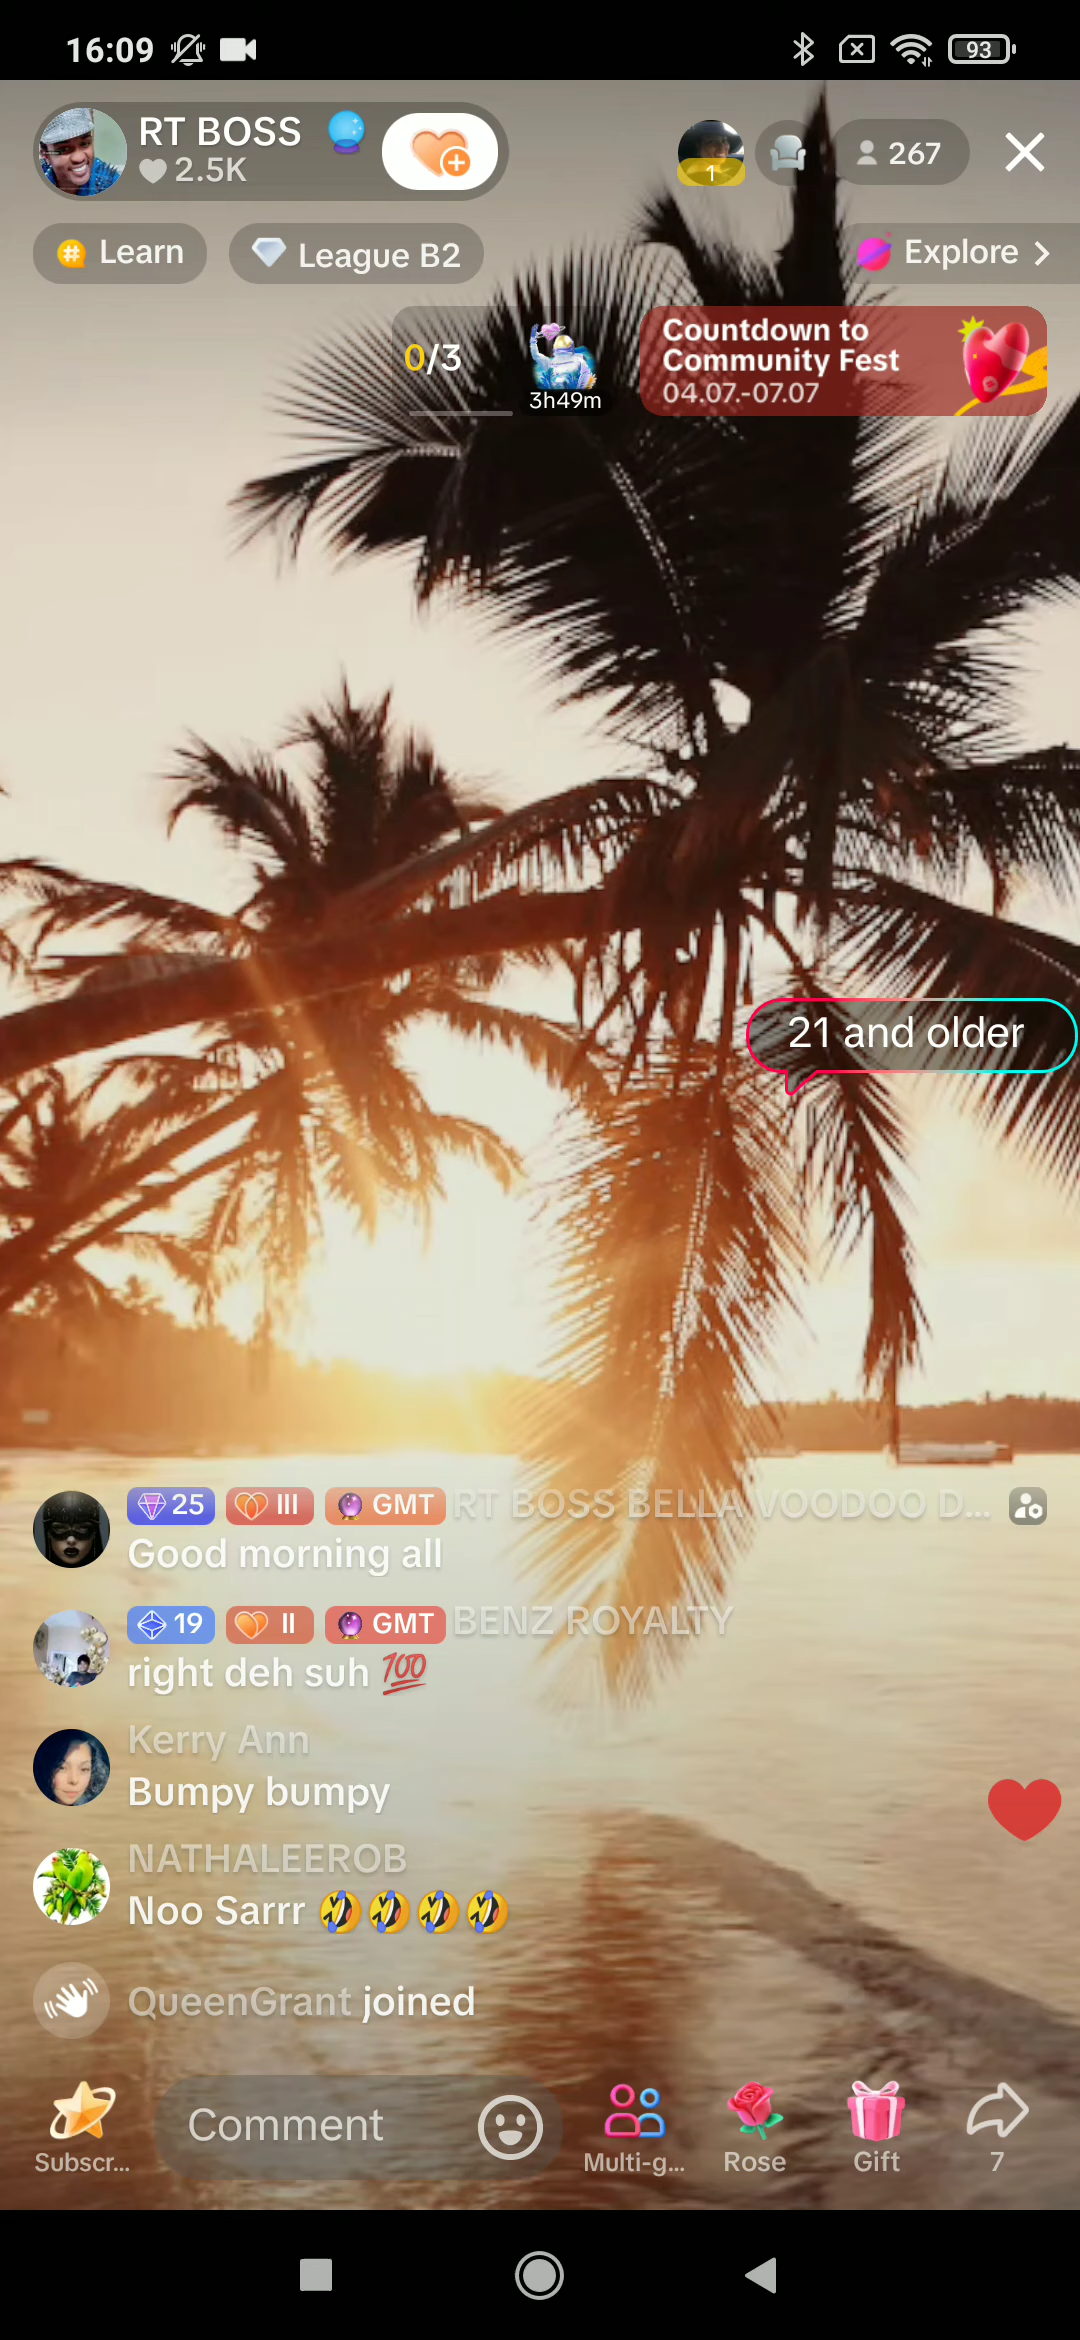 16:09
93
RT BOSS
2.5K
1
267
Learn
League B2
Explore
0/3
3h49m
Countdown to
Community Fest
04.07.-07.07
21 and older
25 III GMT RT BOSS BELLA VOODOO D...
Good morning all
19 II GMT BENZ ROYALTY
right deh suh 💯
Kerry Ann
Bumpy bumpy
NATHALEEROB
Noo Sarrr 🤣🤣🤣🤣
QueenGrant joined
Subscr...
Comment
Multi-g...
Rose
Gift
7